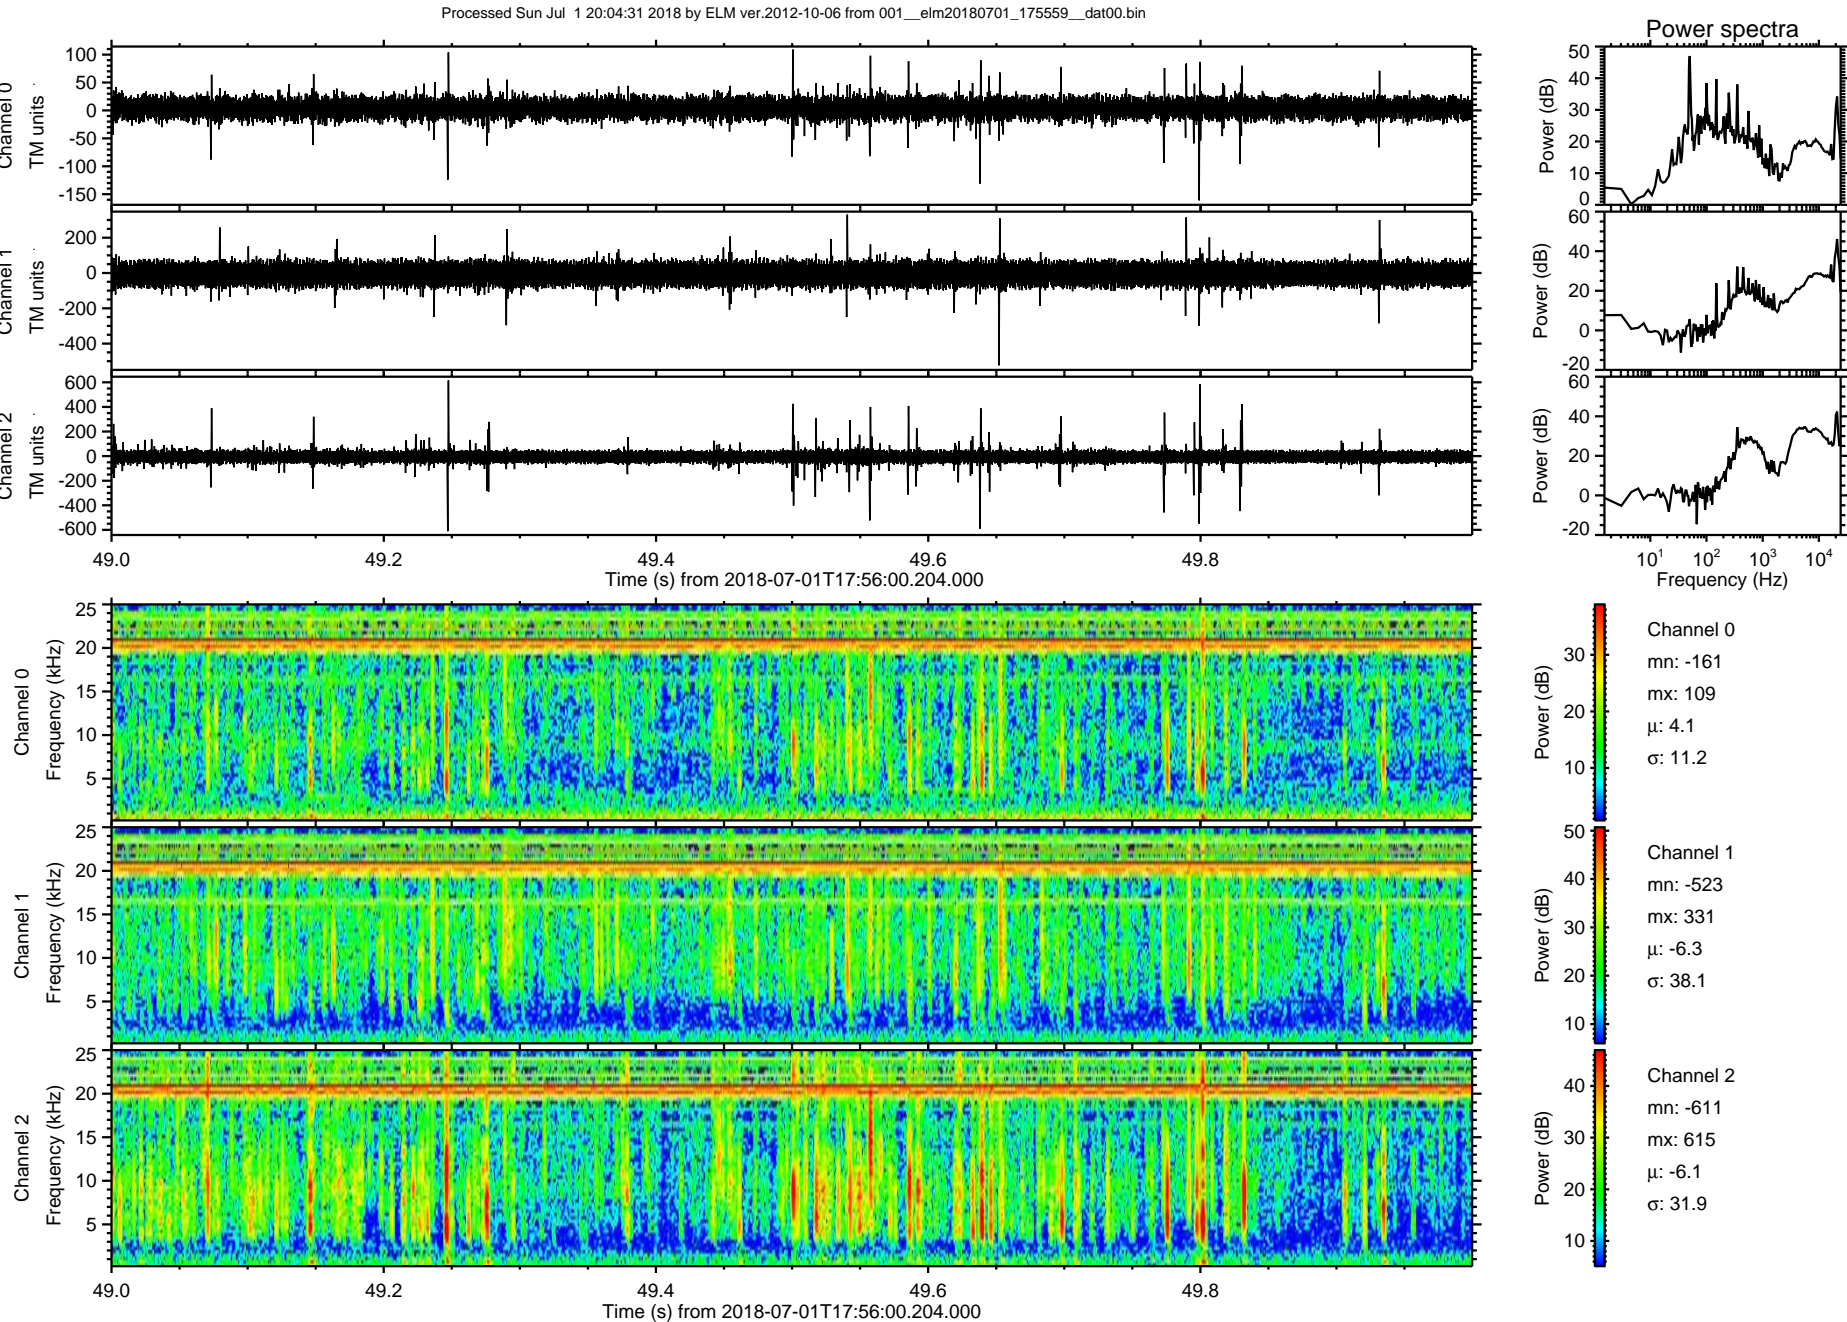 Processed Sun Jul 1 20:04:31 2018 by ELM ver.2012-10-06 from 001__elm20180701_175559__dat00.bin
Power spectra
Channel 0
TM units
100
50
0
-50
-100
-150
Power (dB)
50
40
30
20
10
0
Channel 1
TM units
200
0
-200
-400
Power (dB)
60
40
20
0
-20
Channel 2
TM units
600
400
200
0
-200
-400
-600
Power (dB)
60
40
20
0
-20
49.0 49.2 49.4 49.6 49.8
Time (s) from 2018-07-01T17:56:00.204.000
10^1 10^2 10^3 10^4
Frequency (Hz)
Channel 0
Frequency (kHz)
25
20
15
10
5
Power (dB)
30
20
10
Channel 0
mn: -161
mx: 109
μ: 4.1
σ: 11.2
Channel 1
Frequency (kHz)
25
20
15
10
5
Power (dB)
50
40
30
20
10
Channel 1
mn: -523
mx: 331
μ: -6.3
σ: 38.1
Channel 2
Frequency (kHz)
25
20
15
10
5
Power (dB)
40
30
20
10
Channel 2
mn: -611
mx: 615
μ: -6.1
σ: 31.9
49.0 49.2 49.4 49.6 49.8
Time (s) from 2018-07-01T17:56:00.204.000